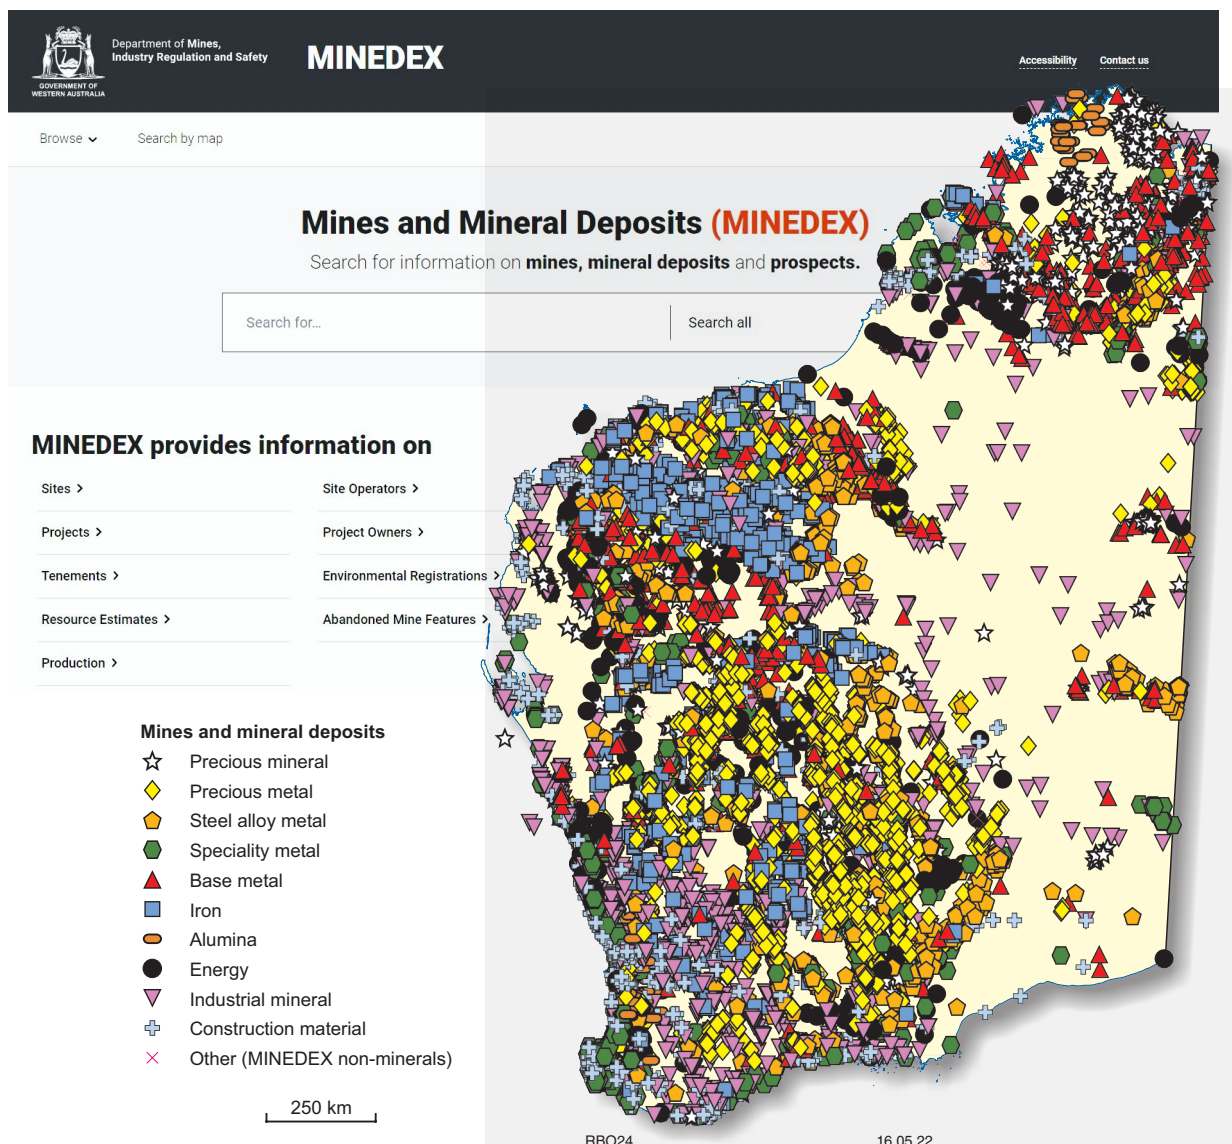 Department of Mines,
Industry Regulation and Safety
GOVERNMENT OF
WESTERN AUSTRALIA
MINEDEX
Accessibility
Contact us
Browse
Search by map
Mines and Mineral Deposits (MINEDEX)
Search for information on mines, mineral deposits and prospects.
Search for...
Search all
MINEDEX provides information on
Sites
Site Operators
Projects
Project Owners
Tenements
Environmental Registrations
Resource Estimates
Abandoned Mine Features
Production
Mines and mineral deposits
Precious mineral
Precious metal
Steel alloy metal
Speciality metal
Base metal
Iron
Alumina
Energy
Industrial mineral
Construction material
Other (MINEDEX non-minerals)
250 km
RBO24
16.05.22